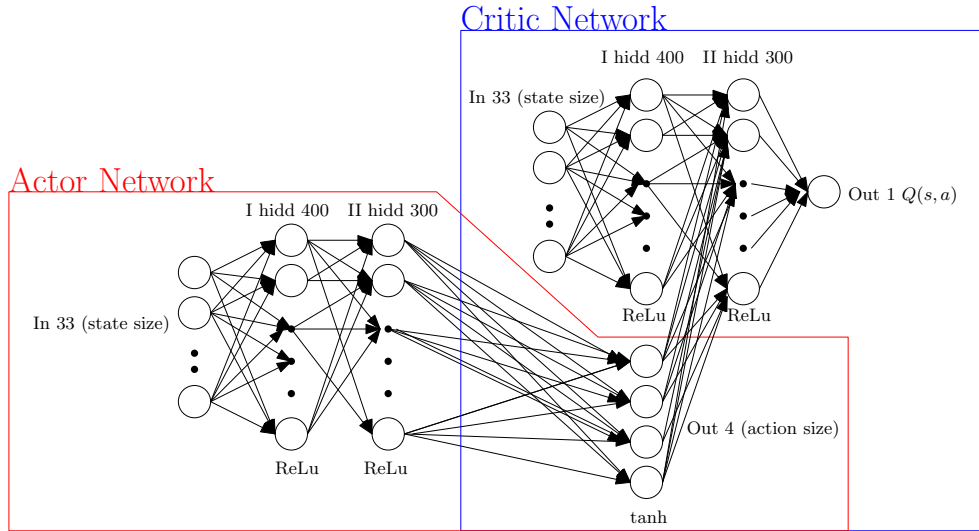 Critic Network
I hidd 400
II hidd 300
In 33 (state size)
Out 1 Q(s, a)
ReLu
ReLu
Actor Network
I hidd 400
II hidd 300
In 33 (state size)
Out 4 (action size)
ReLu
ReLu
tanh